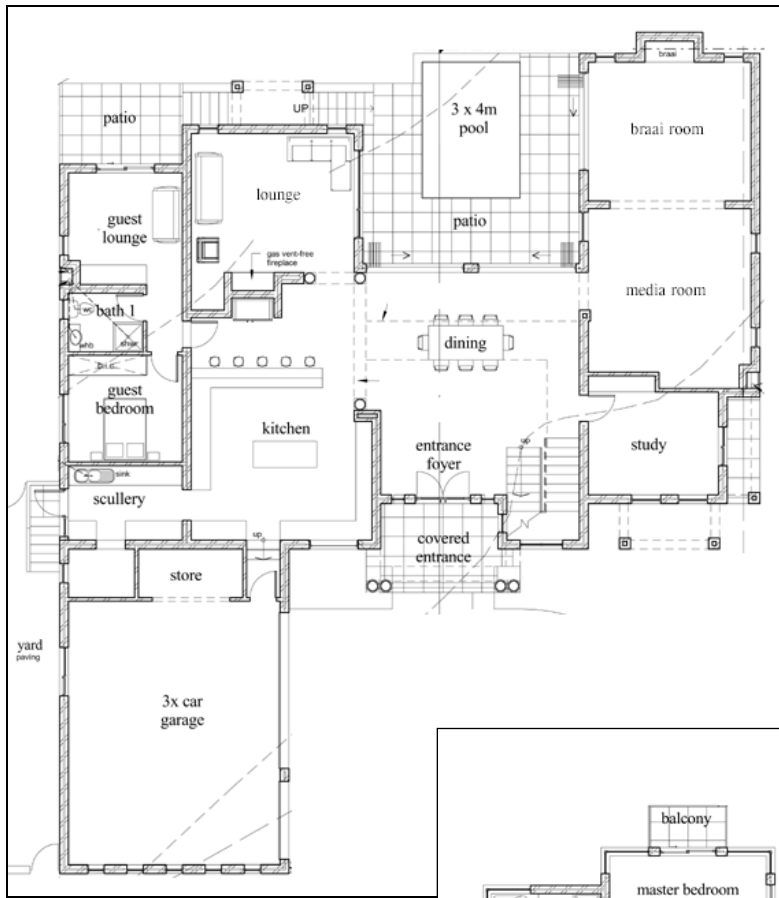 braai
UP
3 x 4m
pool
patio
braai room
lounge
guest
lounge
patio
gas vent-free
fireplace
media room
bath 1
wc
whb
shwr
dining
b.i.c.
guest
bedroom
kitchen
entrance
foyer
up
study
sink
scullery
covered
entrance
up
store
yard
paving
3x car
garage
balcony
master bedroom